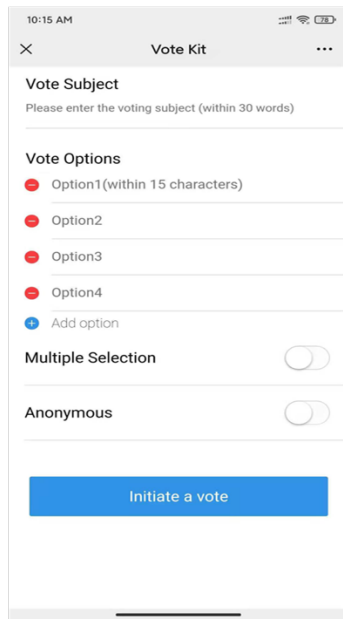 10:15 AM
78
Vote Kit
Vote Subject
Please enter the voting subject (within 30 words)
Vote Options
Option1(within 15 characters)
Option2
Option3
Option4
Add option
Multiple Selection
Anonymous
Initiate a vote